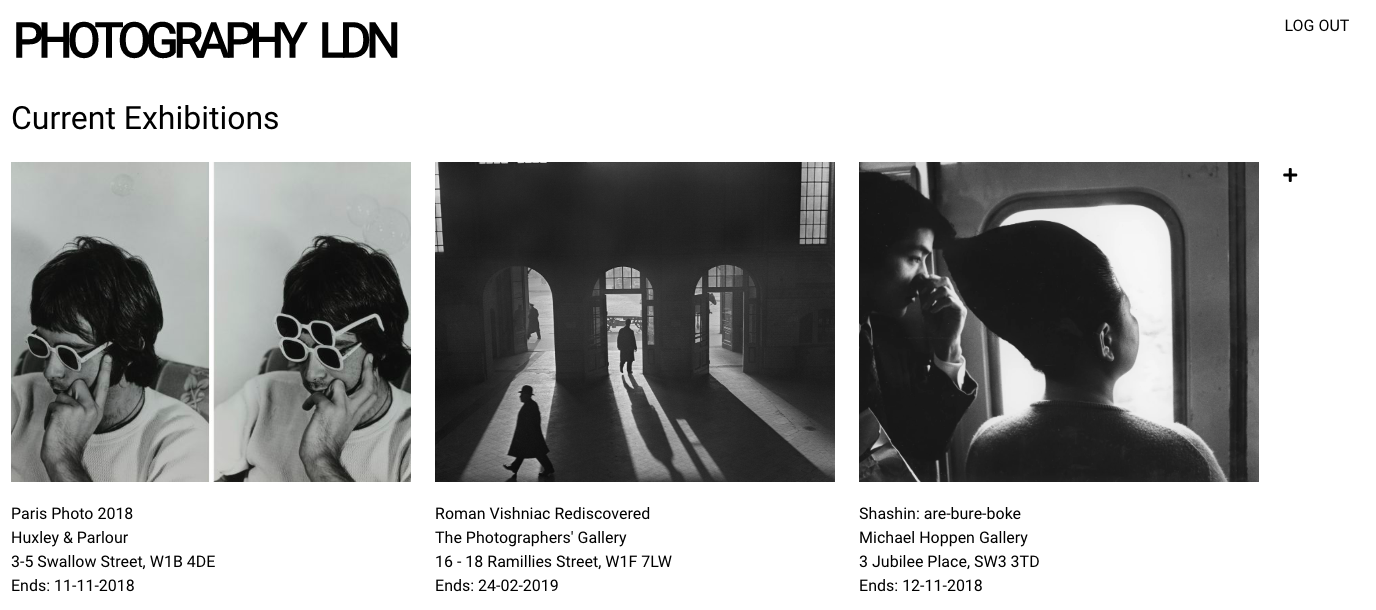 PHOTOGRAPHY LDN
LOG OUT
Current Exhibitions
+
Paris Photo 2018
Huxley & Parlour
3-5 Swallow Street, W1B 4DE
Ends: 11-11-2018
Roman Vishniac Rediscovered
The Photographers' Gallery
16 - 18 Ramillies Street, W1F 7LW
Ends: 24-02-2019
Shashin: are-bure-boke
Michael Hoppen Gallery
3 Jubilee Place, SW3 3TD
Ends: 12-11-2018